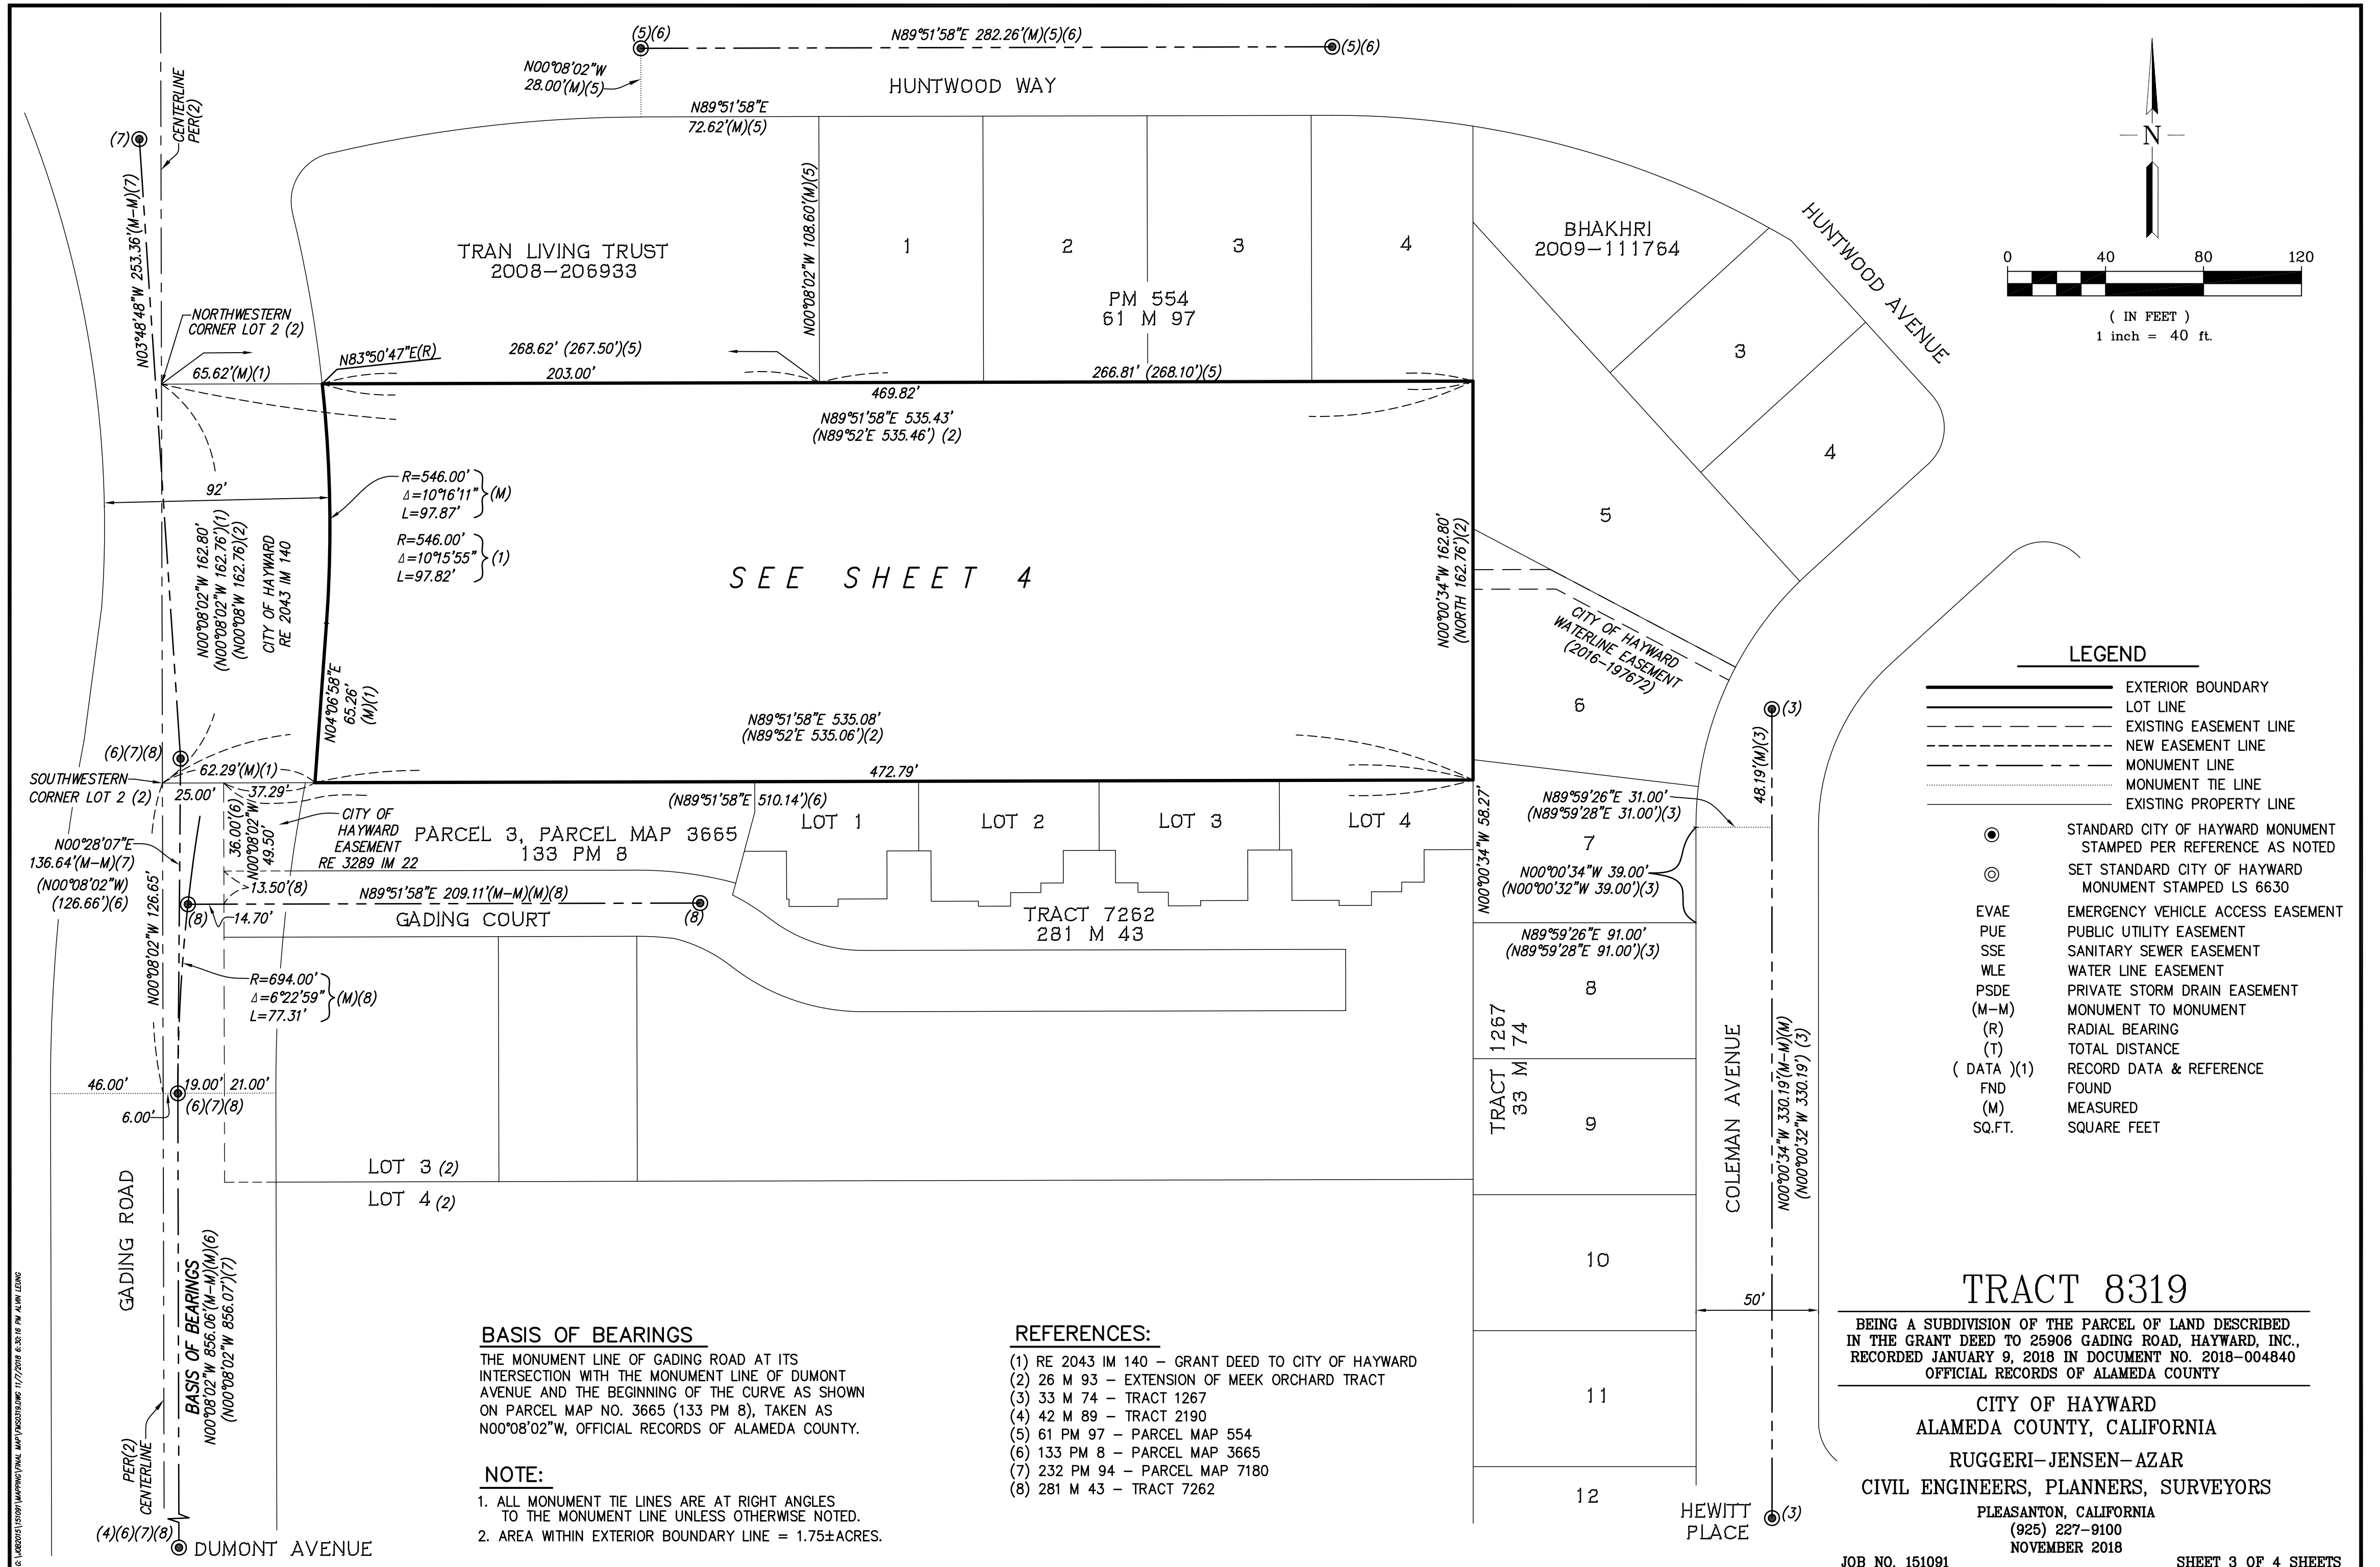 (5)(6)
N89°51'58"E 282.26'(M)(5)(6)
(5)(6)
N00°08'02"W
28.00'(M)(5)
HUNTWOOD WAY
CENTERLINE
PER(2)
(7)
N89°51'58"E
72.62'(M)(5)
N
N03°48'48"W 253.36'(M-M)(7)
N00°08'02"W 108.60'(M)(5)
TRAN LIVING TRUST
2008-206933
1
2
3
4
PM 554
61 M 97
BHAKHRI
2009-111764
HUNTWOOD AVENUE
0 40 80 120
( IN FEET )
1 inch = 40 ft.
NORTHWESTERN
CORNER LOT 2 (2)
65.62'(M)(1)
N83°50'47"E(R)
268.62' (267.50')(5)
203.00'
266.81' (268.10')(5)
469.82'
N89°51'58"E 535.43'
(N89°52'E 535.46') (2)
3
4
5
92'
R=546.00'
Δ=10°16'11"
L=97.87'
(M)
R=546.00'
Δ=10°15'55"
L=97.82'
(1)
N00°08'02"W 162.80'
(N00°08'02"W 162.76')(1)
(N00°08'W 162.76)(2)
CITY OF HAYWARD
RE 2043 IM 140
SEE SHEET 4
N00°00'34"W 162.80'
(NORTH 162.76')(2)
CITY OF HAYWARD
WATERLINE EASEMENT
(2016-197672)
6
N04°06'58"E
65.26'
(M)(1)
N89°51'58"E 535.08'
(N89°52'E 535.06')(2)
472.79'
(6)(7)(8)
SOUTHWESTERN
CORNER LOT 2 (2)
62.29'(M)(1)
25.00'
37.29'
(N89°51'58"E 510.14')(6)
36.00'(6)
N00°08'02"W
49.50'
CITY OF
HAYWARD
EASEMENT
RE 3289 IM 22
PARCEL 3, PARCEL MAP 3665
133 PM 8
LOT 1
LOT 2
LOT 3
LOT 4
N00°28'07"E
136.64'(M-M)(7)
(N00°08'02"W)
(126.66')(6)
N00°08'02"W 126.65'
13.50'(8)
(8)
14.70'
N89°51'58"E 209.11'(M-M)(M)(8)
(8)
GADING COURT
TRACT 7262
281 M 43
N00°00'34"W 58.27'
(3)
48.19'(M)(3)
N89°59'26"E 31.00'
(N89°59'28"E 31.00')(3)
7
N00°00'34"W 39.00'
(N00°00'32"W 39.00')(3)
N89°59'26"E 91.00'
(N89°59'28"E 91.00')(3)
8
R=694.00'
Δ=6°22'59"
L=77.31'
(M)(8)
46.00'
19.00'
21.00'
6.00'
(6)(7)(8)
TRACT 1267
33 M 74
9
10
11
12
COLEMAN AVENUE
N00°00'34"W 330.19'(M-M)(M)
(N00°00'32"W 330.19') (3)
50'
HEWITT
PLACE
(3)
LOT 3 (2)
LOT 4 (2)
GADING ROAD
BASIS OF BEARINGS
N00°08'02"W 856.06'(M-M)(M)(6)
(N00°08'02"W 856.07')(7)
PER(2)
CENTERLINE
(4)(6)(7)(8)
DUMONT AVENUE
BASIS OF BEARINGS
THE MONUMENT LINE OF GADING ROAD AT ITS
INTERSECTION WITH THE MONUMENT LINE OF DUMONT
AVENUE AND THE BEGINNING OF THE CURVE AS SHOWN
ON PARCEL MAP NO. 3665 (133 PM 8), TAKEN AS
N00°08'02"W, OFFICIAL RECORDS OF ALAMEDA COUNTY.
NOTE:
1. ALL MONUMENT TIE LINES ARE AT RIGHT ANGLES
TO THE MONUMENT LINE UNLESS OTHERWISE NOTED.
2. AREA WITHIN EXTERIOR BOUNDARY LINE = 1.75±ACRES.
REFERENCES:
(1) RE 2043 IM 140 - GRANT DEED TO CITY OF HAYWARD
(2) 26 M 93 - EXTENSION OF MEEK ORCHARD TRACT
(3) 33 M 74 - TRACT 1267
(4) 42 M 89 - TRACT 2190
(5) 61 PM 97 - PARCEL MAP 554
(6) 133 PM 8 - PARCEL MAP 3665
(7) 232 PM 94 - PARCEL MAP 7180
(8) 281 M 43 - TRACT 7262
LEGEND
EXTERIOR BOUNDARY
LOT LINE
EXISTING EASEMENT LINE
NEW EASEMENT LINE
MONUMENT LINE
MONUMENT TIE LINE
EXISTING PROPERTY LINE
STANDARD CITY OF HAYWARD MONUMENT
STAMPED PER REFERENCE AS NOTED
SET STANDARD CITY OF HAYWARD
MONUMENT STAMPED LS 6630
EVAE EMERGENCY VEHICLE ACCESS EASEMENT
PUE PUBLIC UTILITY EASEMENT
SSE SANITARY SEWER EASEMENT
WLE WATER LINE EASEMENT
PSDE PRIVATE STORM DRAIN EASEMENT
(M-M) MONUMENT TO MONUMENT
(R) RADIAL BEARING
(T) TOTAL DISTANCE
( DATA )(1) RECORD DATA & REFERENCE
FND FOUND
(M) MEASURED
SQ.FT. SQUARE FEET
TRACT 8319
BEING A SUBDIVISION OF THE PARCEL OF LAND DESCRIBED
IN THE GRANT DEED TO 25906 GADING ROAD, HAYWARD, INC.,
RECORDED JANUARY 9, 2018 IN DOCUMENT NO. 2018-004840
OFFICIAL RECORDS OF ALAMEDA COUNTY
CITY OF HAYWARD
ALAMEDA COUNTY, CALIFORNIA
RUGGERI-JENSEN-AZAR
CIVIL ENGINEERS, PLANNERS, SURVEYORS
PLEASANTON, CALIFORNIA
(925) 227-9100
NOVEMBER 2018
JOB NO. 151091 SHEET 3 OF 4 SHEETS
G:\JOB2015\151091\MAPPING\FINAL MAP\FMS0319.DWG 11/7/2018 6:30:16 PM ALVIN LEUNG